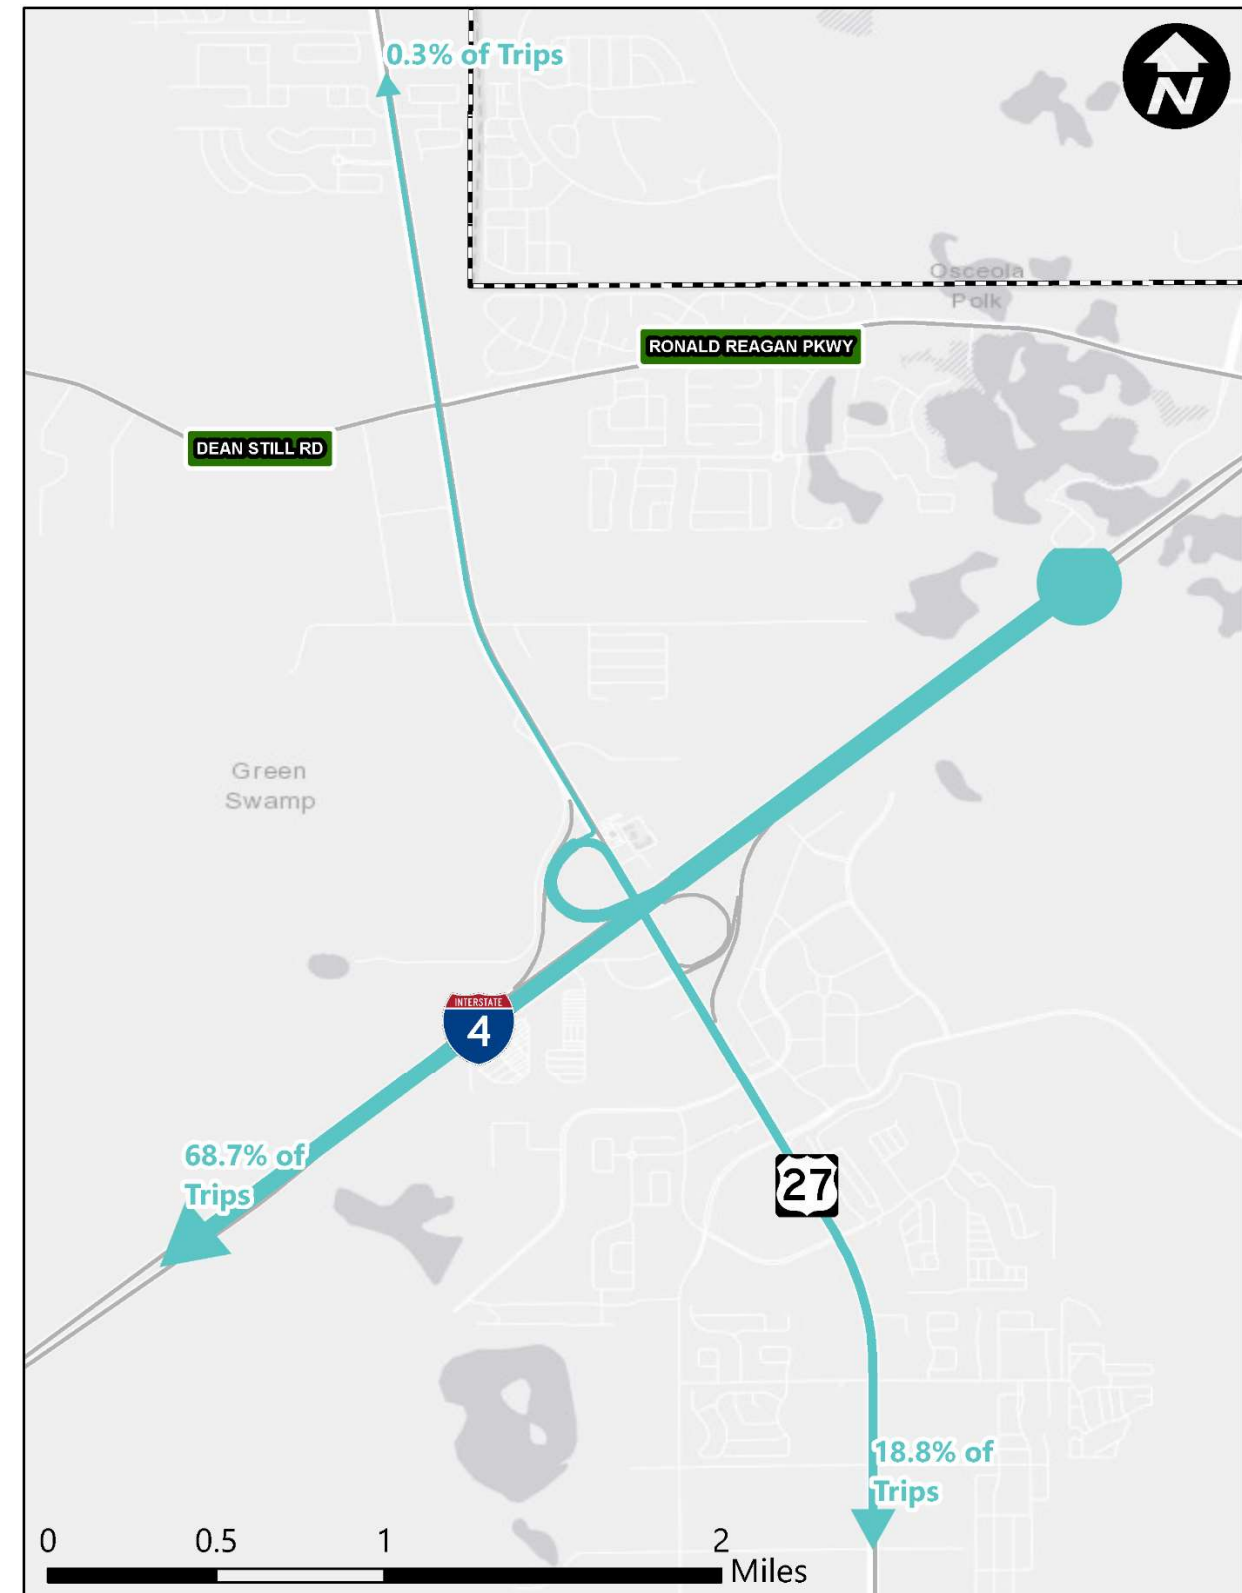 0.3% of Trips
N
Osceola
Polk
RONALD REAGAN PKWY
DEAN STILL RD
Green
Swamp
INTERSTATE
4
68.7% of
Trips
27
18.8% of
Trips
0 0.5 1 2
Miles